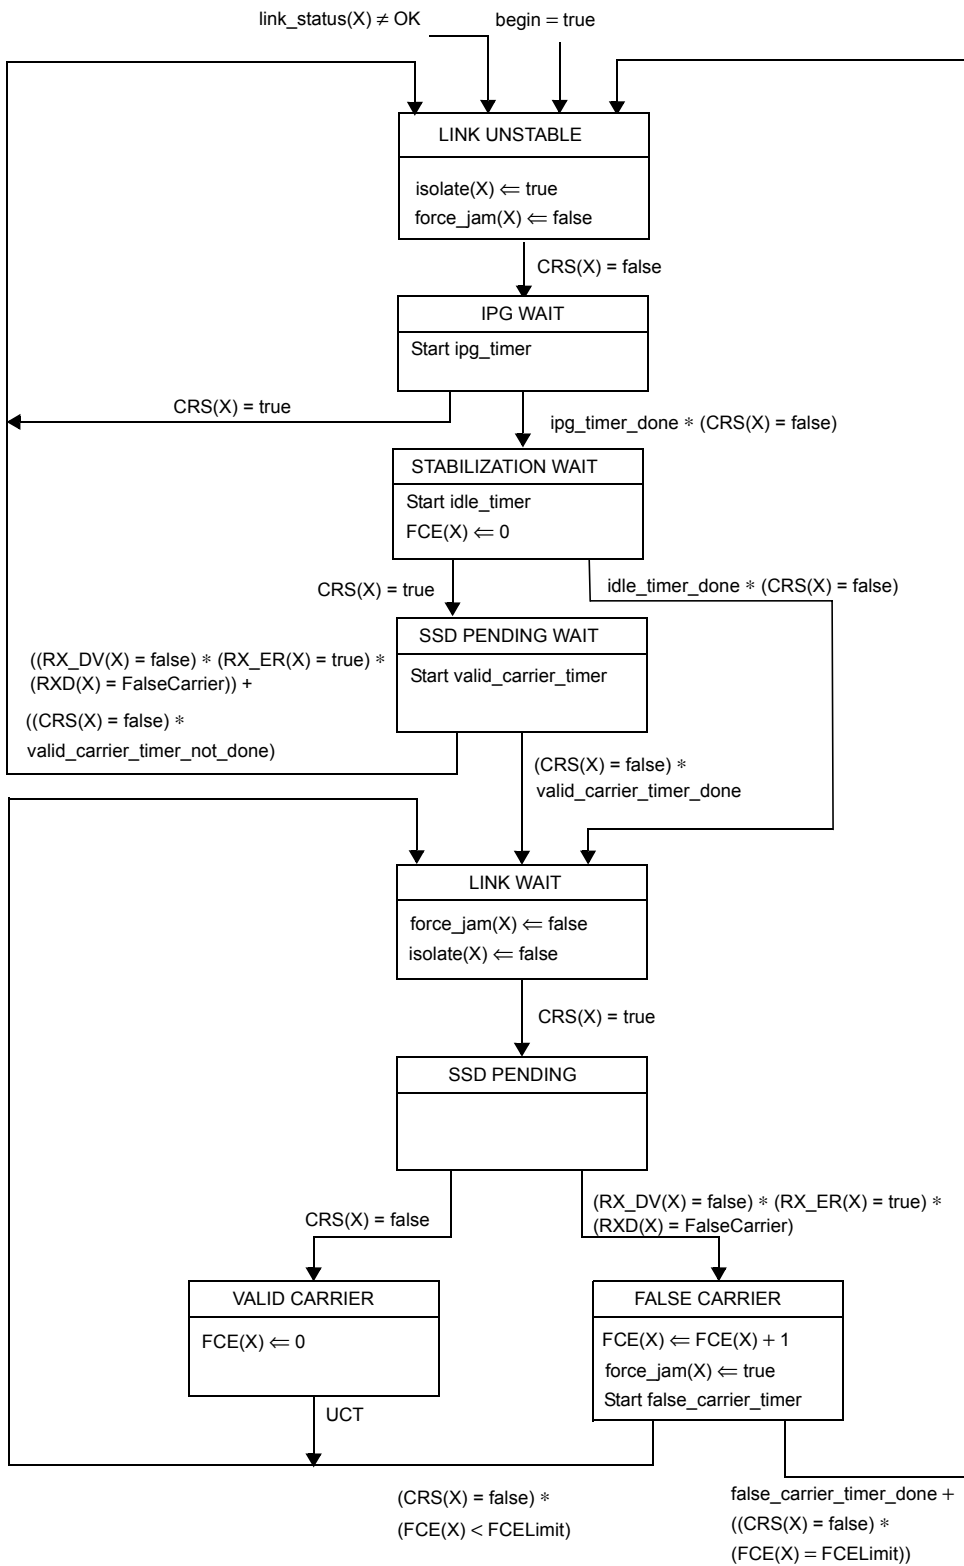 link_status(X) ≠ OK
begin = true
LINK UNSTABLE
isolate(X) ⇐ true
force_jam(X) ⇐ false
CRS(X) = false
IPG WAIT
Start ipg_timer
CRS(X) = true
ipg_timer_done * (CRS(X) = false)
STABILIZATION WAIT
Start idle_timer
FCE(X) ⇐ 0
CRS(X) = true
idle_timer_done * (CRS(X) = false)
SSD PENDING WAIT
Start valid_carrier_timer
((RX_DV(X) = false) * (RX_ER(X) = true) *
(RXD(X) = FalseCarrier)) +
((CRS(X) = false) *
valid_carrier_timer_not_done)
(CRS(X) = false) *
valid_carrier_timer_done
LINK WAIT
force_jam(X) ⇐ false
isolate(X) ⇐ false
CRS(X) = true
SSD PENDING
CRS(X) = false
(RX_DV(X) = false) * (RX_ER(X) = true) *
(RXD(X) = FalseCarrier)
VALID CARRIER
FCE(X) ⇐ 0
UCT
FALSE CARRIER
FCE(X) ⇐ FCE(X) + 1
force_jam(X) ⇐ true
Start false_carrier_timer
(CRS(X) = false) *
(FCE(X) < FCELimit)
false_carrier_timer_done +
((CRS(X) = false) *
(FCE(X) = FCELimit))